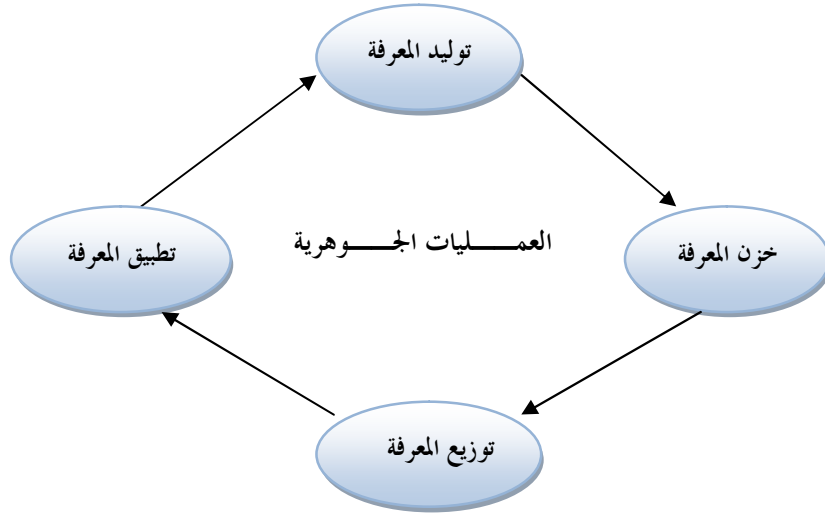 توليد المعرفة
العمـــــليات الجـــــوهرية
خزن المعرفة
تطبيق المعرفة
توزيع المعرفة